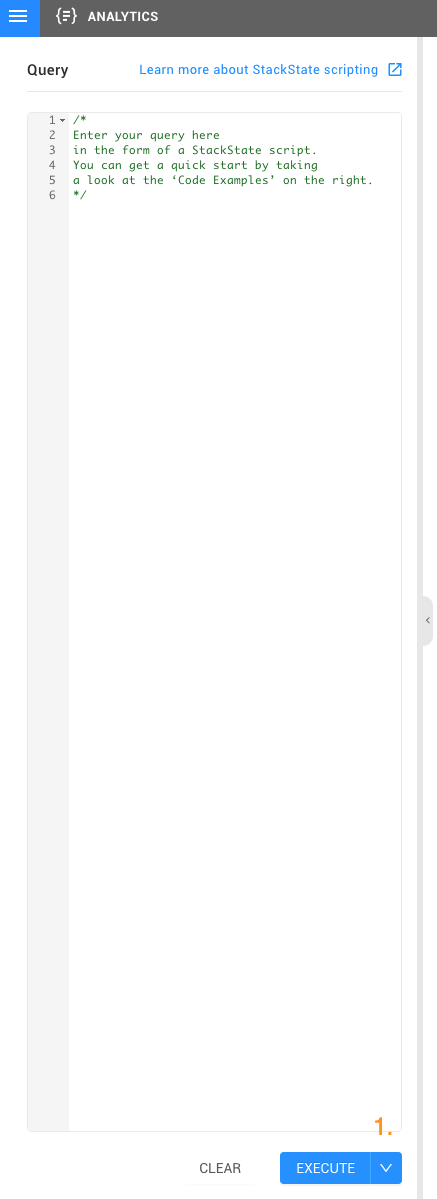 {=} ANALYTICS
Query Learn more about StackState scripting
1 /*
2 Enter your query here
3 in the form of a StackState script.
4 You can get a quick start by taking
5 a look at the ‘Code Examples’ on the right.
6 */
1.
CLEAR EXECUTE